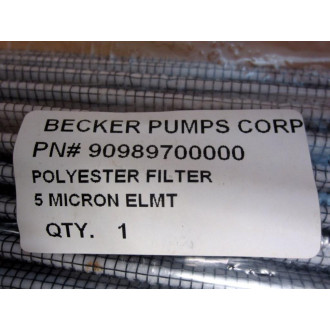 BECKER PUMPS CORP
PN# 90989700000
POLYESTER FILTER
5 MICRON ELMT
QTY. 1